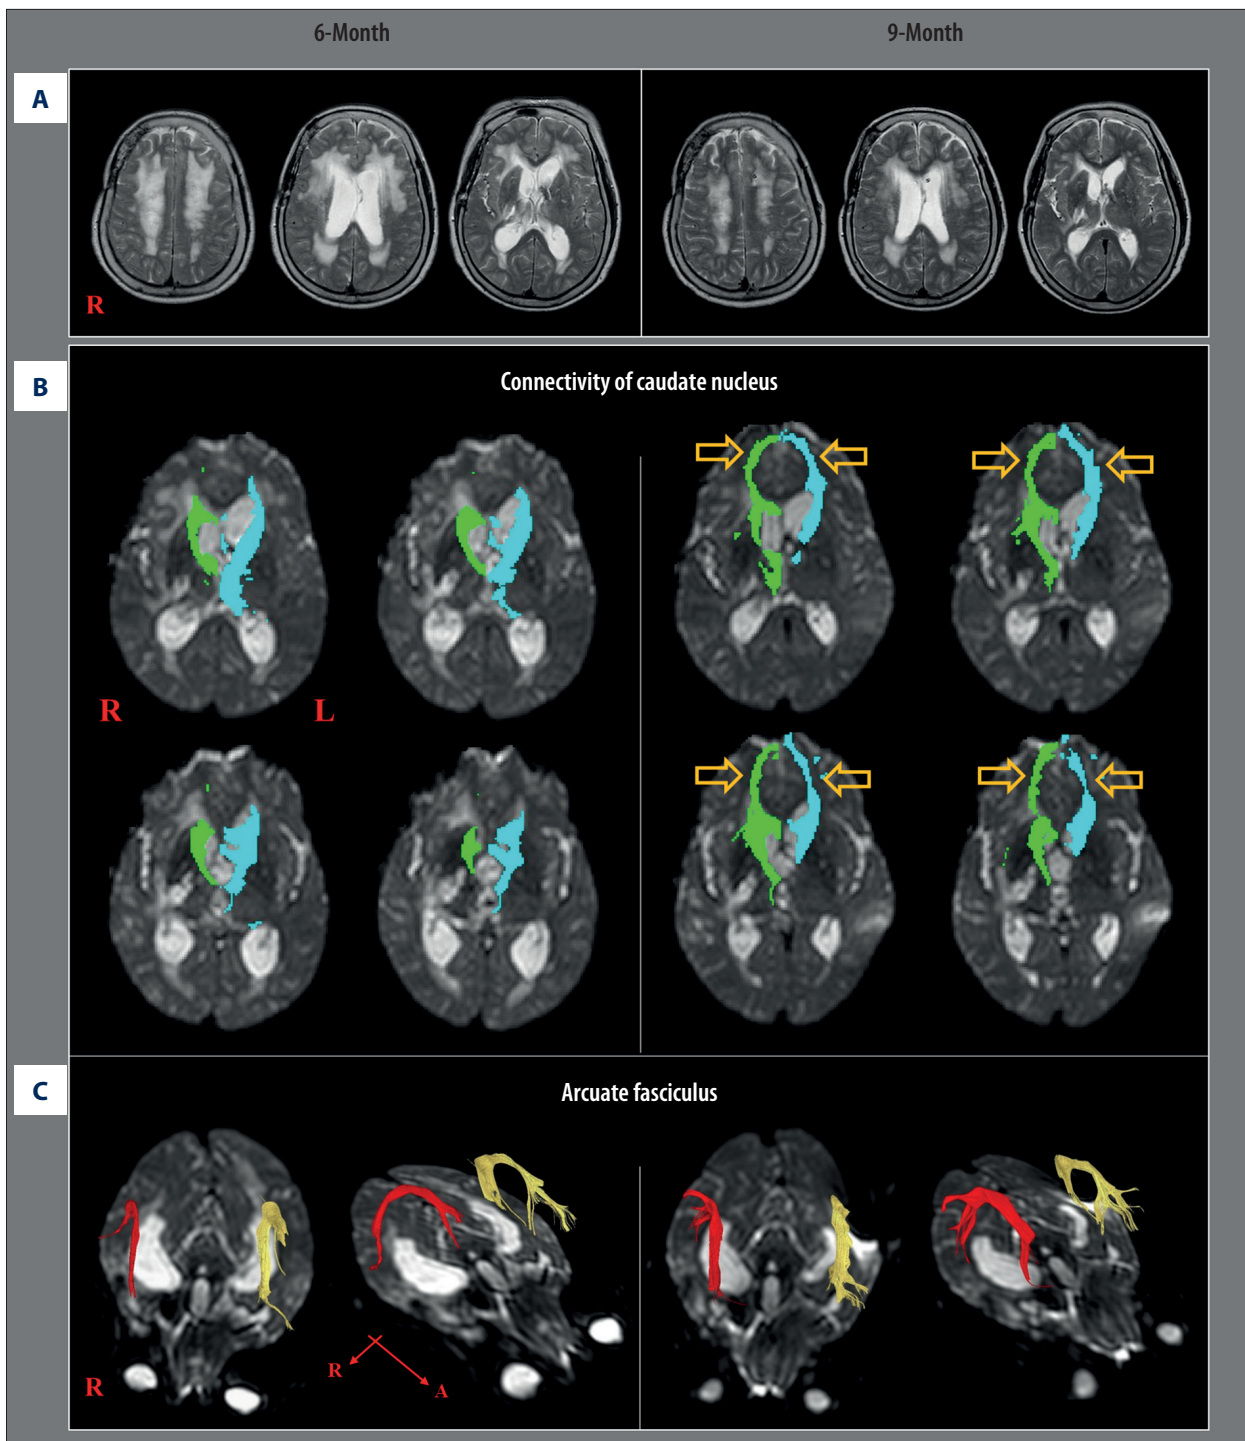 6-Month
9-Month
A
R
B
Connectivity of caudate nucleus
R
L
C
Arcuate fasciculus
R
R
A